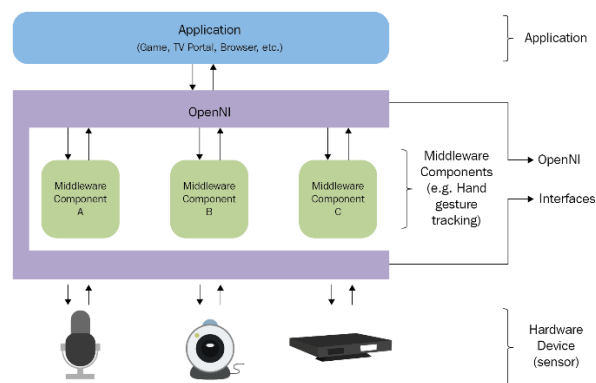 Application
(Game, TV Portal, Browser, etc.)
Application
OpenNI
Middleware
Component
A
Middleware
Component
B
Middleware
Component
C
Middleware
Components
(e.g. Hand
gesture
tracking)
OpenNI
Interfaces
Hardware
Device
(sensor)